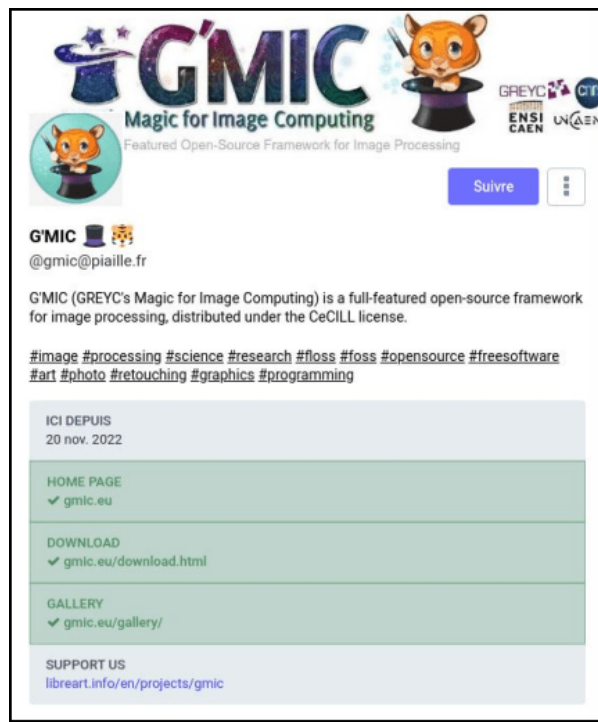 G'MIC
Magic for Image Computing
Featured Open-Source Framework for Image Processing
GREYC
ENSI
CAEN
UNICAEN
Suivre
G'MIC
@gmic@piaille.fr
G'MIC (GREYC's Magic for Image Computing) is a full-featured open-source framework
for image processing, distributed under the CeCILL license.
#image #processing #science #research #floss #foss #opensource #freesoftware
#art #photo #retouching #graphics #programming
ICI DEPUIS
20 nov. 2022
HOME PAGE
✔ gmic.eu
DOWNLOAD
✔ gmic.eu/download.html
GALLERY
✔ gmic.eu/gallery/
SUPPORT US
libreart.info/en/projects/gmic